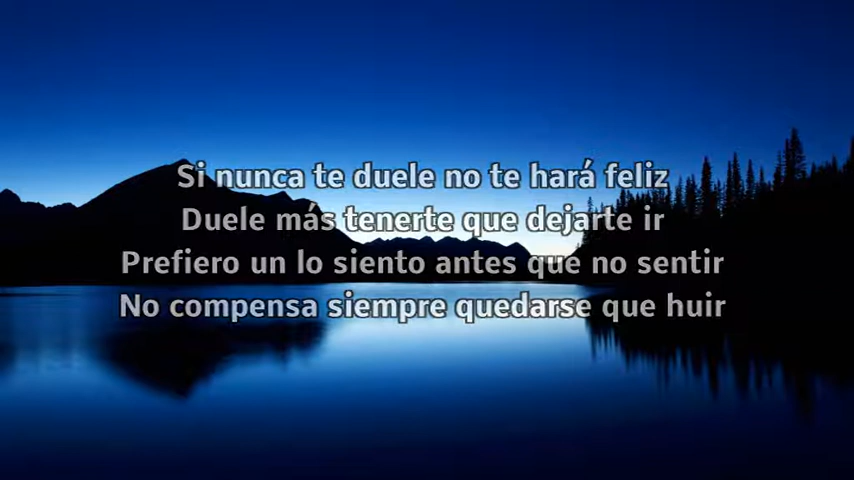 Si nunca te duele no te hará feliz
Duele más tenerte que dejarte ir
Prefiero un lo siento antes que no sentir
No compensa siempre quedarse que huir